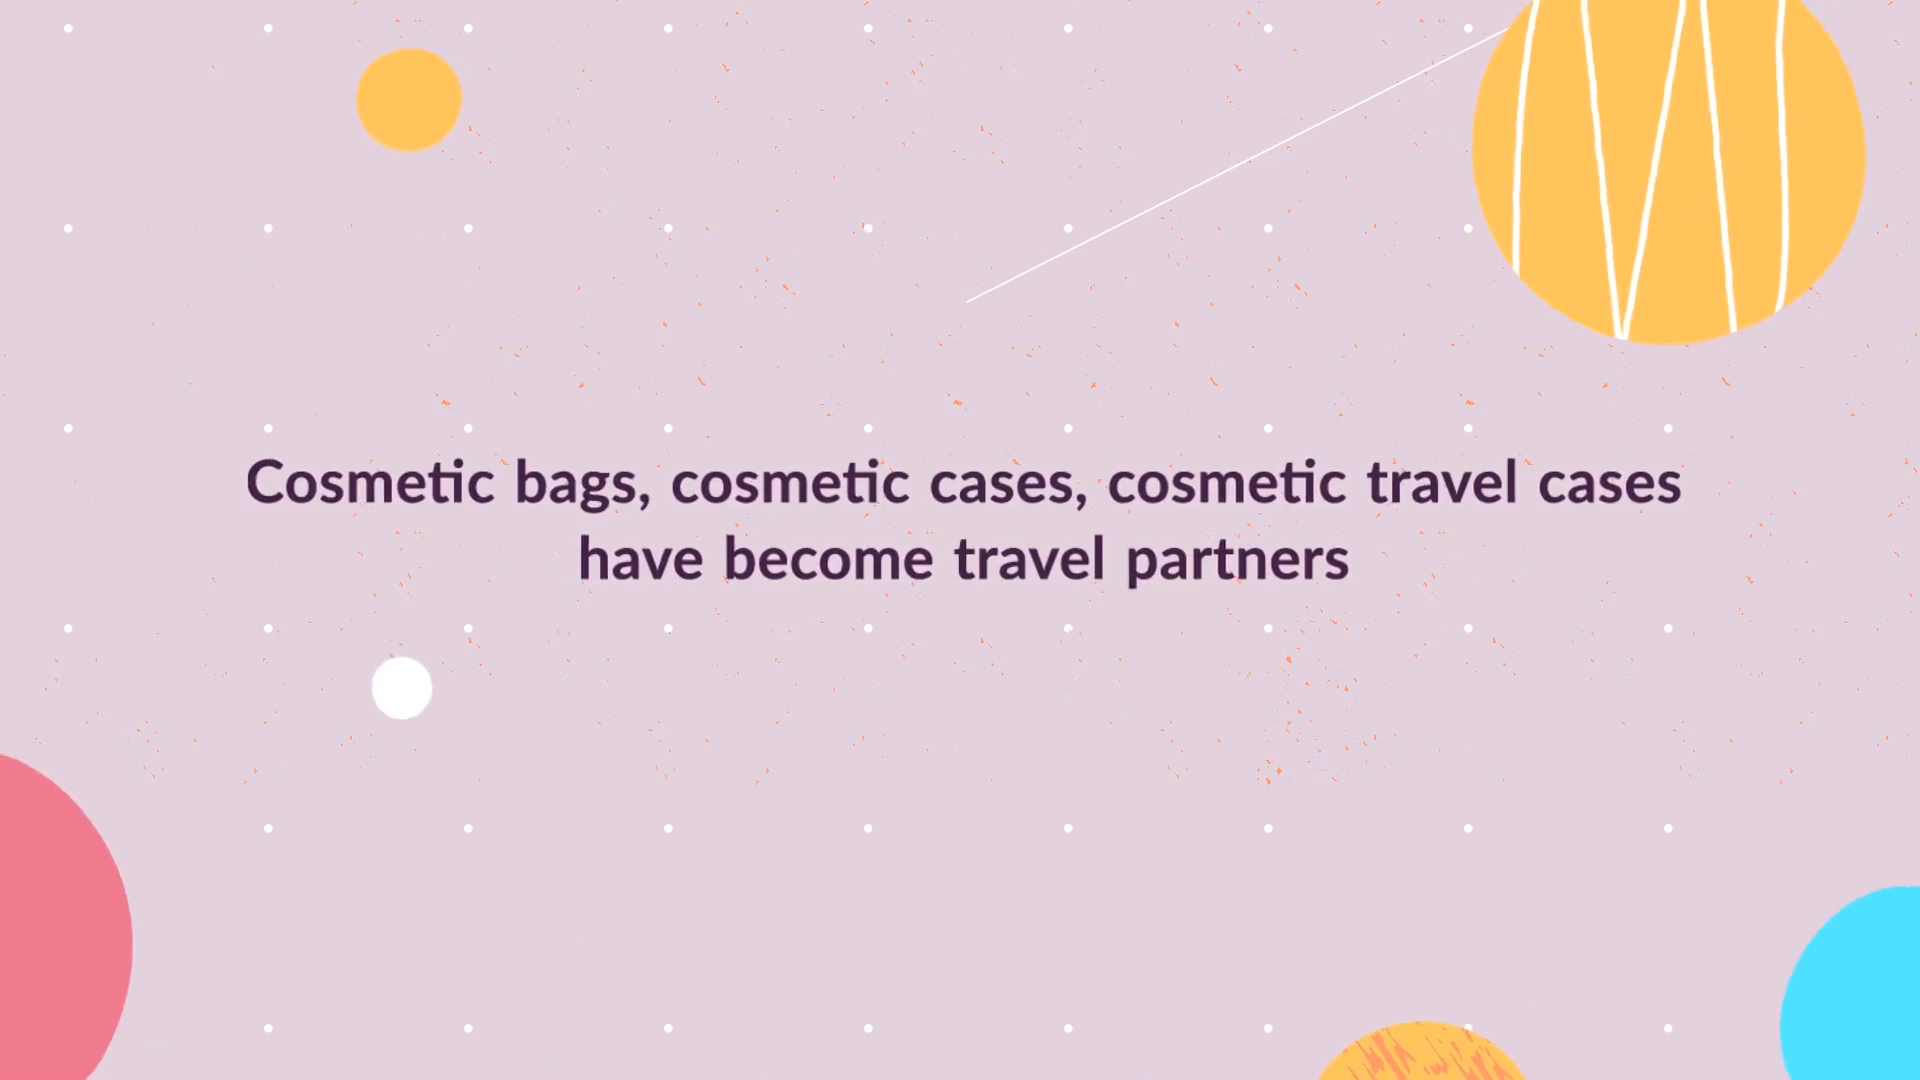 Cosmetic bags, cosmetic cases, cosmetic travel cases
have become travel partners